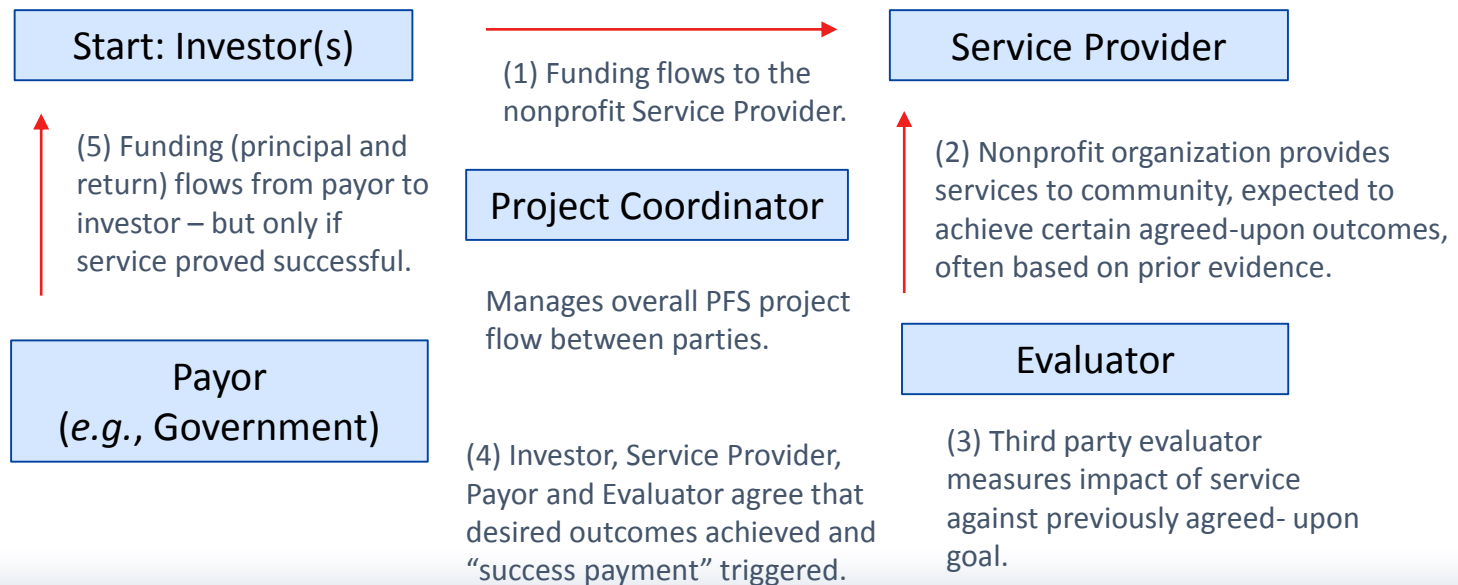 Start: Investor(s)
(1) Funding flows to the
nonprofit Service Provider.
Service Provider
(5) Funding (principal and
return) flows from payor to
investor – but only if
service proved successful.
Project Coordinator
Manages overall PFS project
flow between parties.
(2) Nonprofit organization provides
services to community, expected to
achieve certain agreed-upon outcomes,
often based on prior evidence.
Payor
(e.g., Government)
Evaluator
(4) Investor, Service Provider,
Payor and Evaluator agree that
desired outcomes achieved and
“success payment” triggered.
(3) Third party evaluator
measures impact of service
against previously agreed- upon
goal.